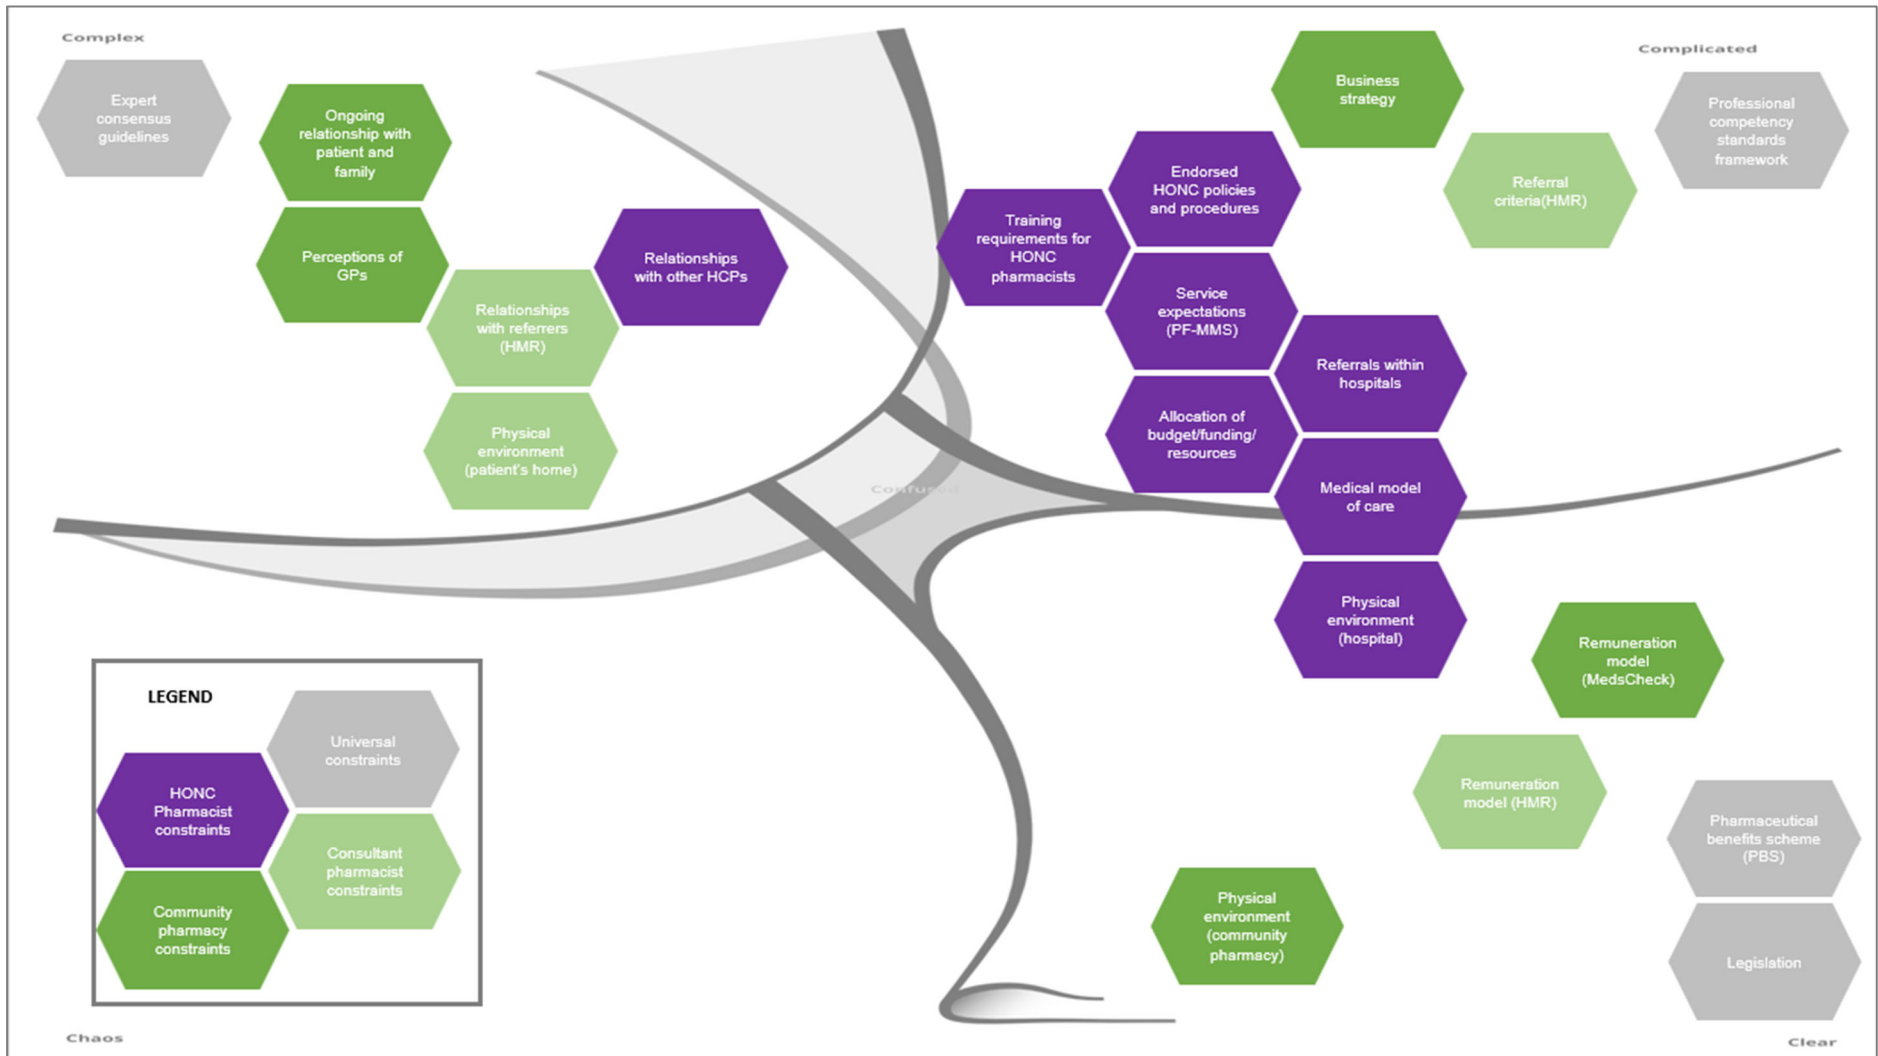 Complex
Complicated
Expert
consensus
guidelines
Ongoing
relationship with
patient and
family
Perceptions of
GPs
Relationships
with referrers
(HMR)
Relationships
with other HCPs
Physical
environment
(patient's home)
Business
strategy
Professional
competency
standards
framework
Referral
criteria(HMR)
Endorsed
HONC policies
and procedures
Training
requirements for
HONC
pharmacists
Service
expectations
(PF-MMS)
Referrals within
hospitals
Allocation of
budget/funding/
resources
Medical model
of care
Confused
Physical
environment
(hospital)
Remuneration
model
(MedsCheck)
Remuneration
model (HMR)
Pharmaceutical
benefits scheme
(PBS)
Physical
environment
(community
pharmacy)
Legislation
LEGEND
Universal
constraints
HONC
Pharmacist
constraints
Consultant
pharmacist
constraints
Community
pharmacy
constraints
Chaos
Clear